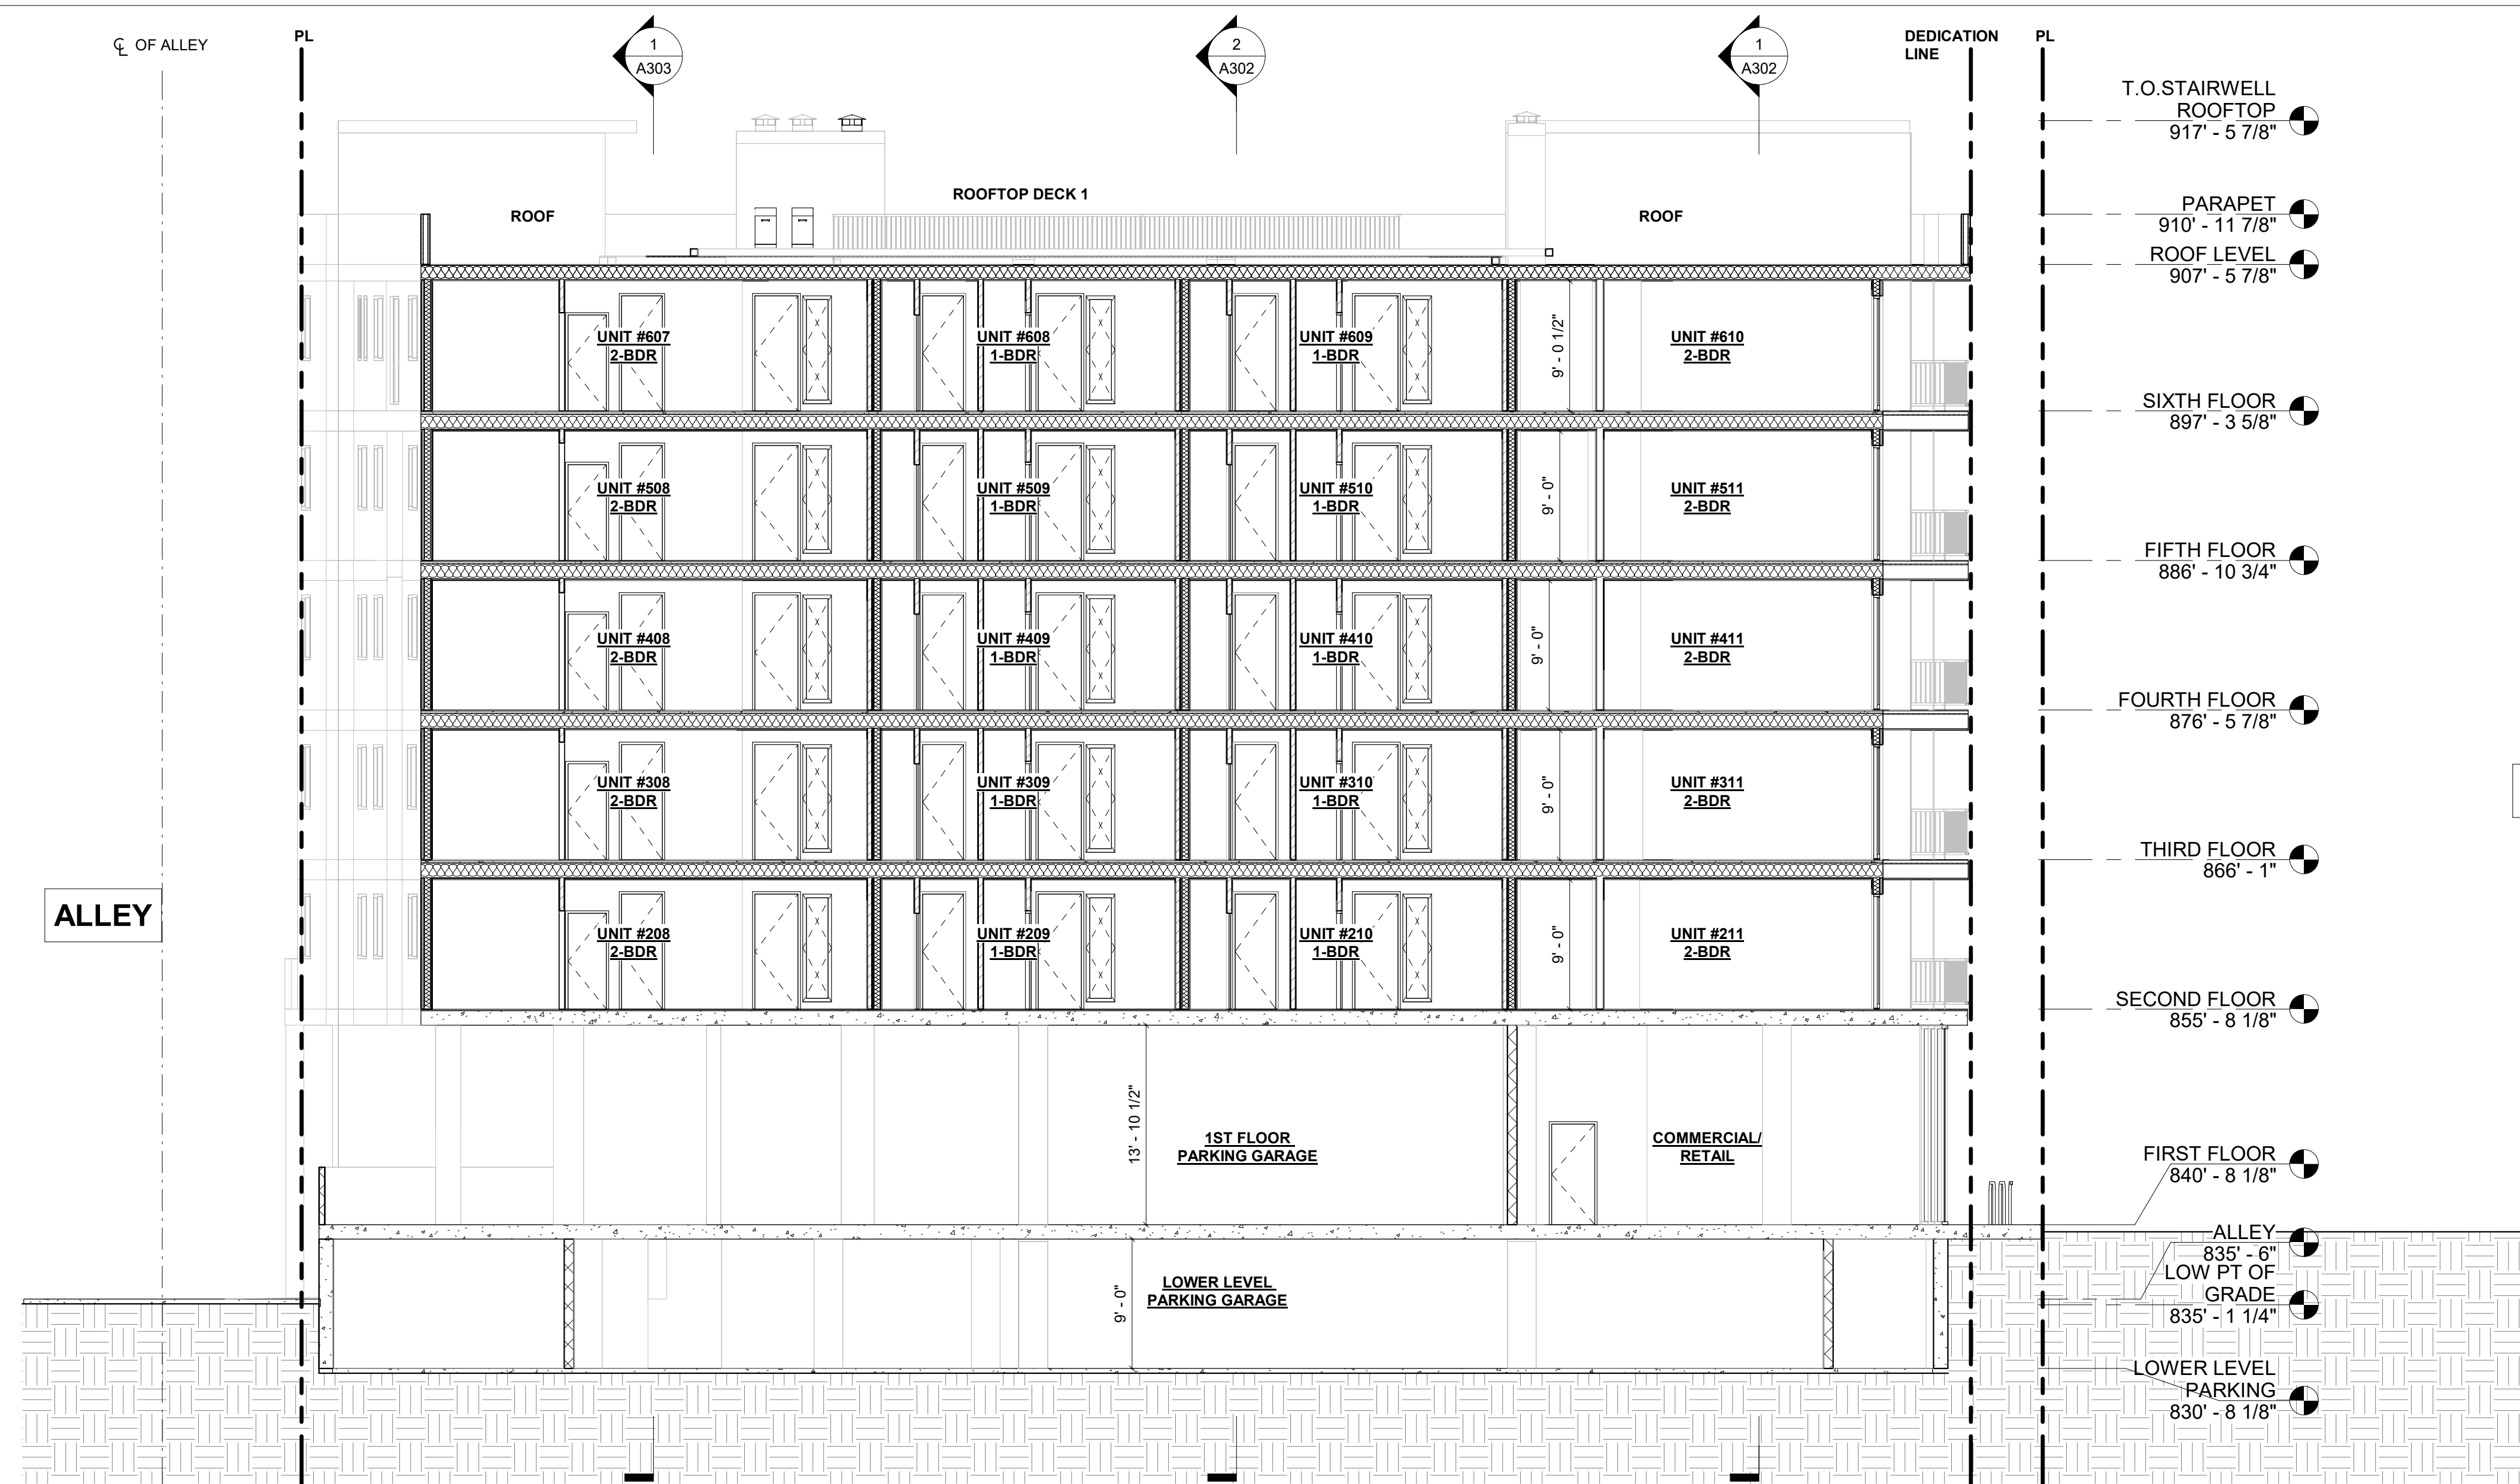 ℄ OF ALLEY
PL
1
A303
2
A302
1
A302
DEDICATION
LINE
PL
T.O.STAIRWELL
ROOFTOP
917' - 5 7/8"
PARAPET
910' - 11 7/8"
ROOF LEVEL
907' - 5 7/8"
ROOF
ROOFTOP DECK 1
ROOF
UNIT #607
2-BDR
UNIT #608
1-BDR
UNIT #609
1-BDR
9' - 0 1/2"
UNIT #610
2-BDR
SIXTH FLOOR
897' - 3 5/8"
UNIT #508
2-BDR
UNIT #509
1-BDR
UNIT #510
1-BDR
9' - 0"
UNIT #511
2-BDR
FIFTH FLOOR
886' - 10 3/4"
UNIT #408
2-BDR
UNIT #409
1-BDR
UNIT #410
1-BDR
9' - 0"
UNIT #411
2-BDR
FOURTH FLOOR
876' - 5 7/8"
UNIT #308
2-BDR
UNIT #309
1-BDR
UNIT #310
1-BDR
9' - 0"
UNIT #311
2-BDR
THIRD FLOOR
866' - 1"
ALLEY
UNIT #208
2-BDR
UNIT #209
1-BDR
UNIT #210
1-BDR
9' - 0"
UNIT #211
2-BDR
SECOND FLOOR
855' - 8 1/8"
13' - 10 1/2"
1ST FLOOR
PARKING GARAGE
COMMERCIAL/
RETAIL
FIRST FLOOR
840' - 8 1/8"
ALLEY
835' - 6"
LOW PT OF
GRADE
835' - 1 1/4"
9' - 0"
LOWER LEVEL
PARKING GARAGE
LOWER LEVEL
PARKING
830' - 8 1/8"